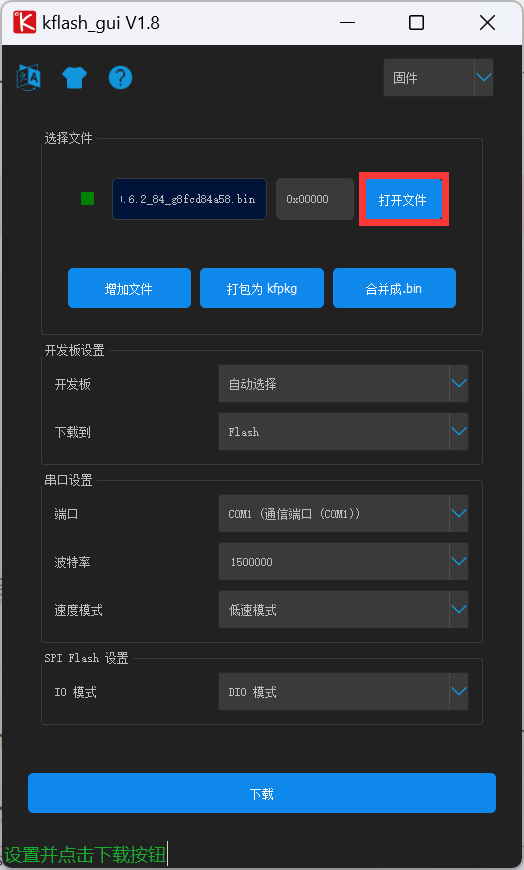 kflash_gui V1.8
固件
选择文件
.6.2_84_g8fcd84a58.bin 0x00000 打开文件
增加文件 打包为 kfpkg 合并成.bin
开发板设置
开发板 自动选择
下载到 Flash
串口设置
端口 COM1 (通信端口 (COM1))
波特率 1500000
速度模式 低速模式
SPI Flash 设置
IO 模式 DIO 模式
下载
设置并点击下载按钮